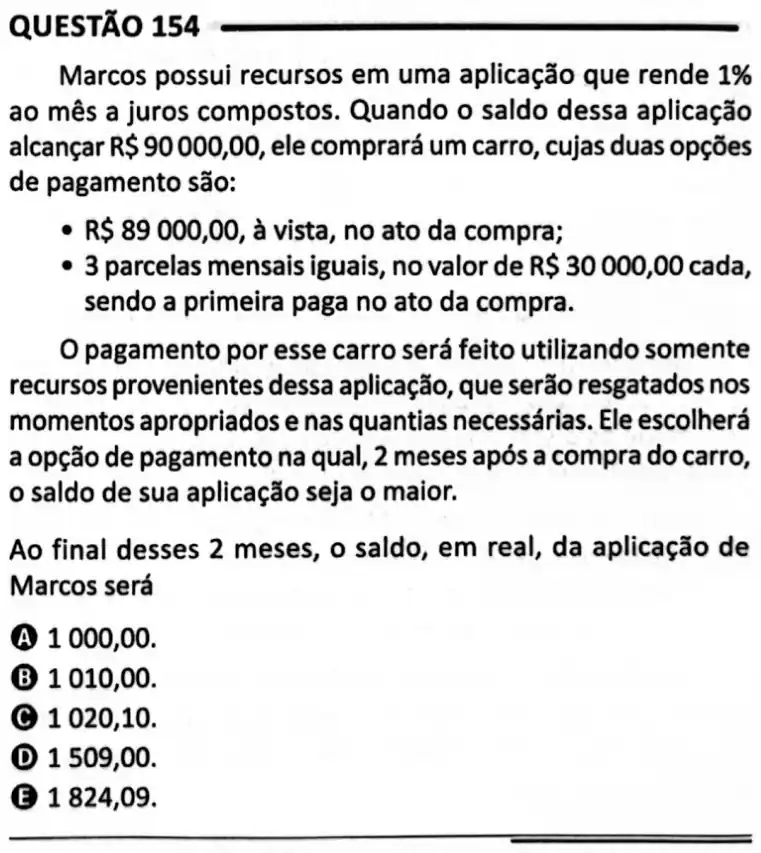 QUESTÃO 154
Marcos possui recursos em uma aplicação que rende 1%
ao mês a juros compostos. Quando o saldo dessa aplicação
alcançar R$ 90 000,00, ele comprará um carro, cujas duas opções
de pagamento são:
• R$ 89 000,00, à vista, no ato da compra;
• 3 parcelas mensais iguais, no valor de R$ 30 000,00 cada,
sendo a primeira paga no ato da compra.
O pagamento por esse carro será feito utilizando somente
recursos provenientes dessa aplicação, que serão resgatados nos
momentos apropriados e nas quantias necessárias. Ele escolherá
a opção de pagamento na qual, 2 meses após a compra do carro,
o saldo de sua aplicação seja o maior.
Ao final desses 2 meses, o saldo, em real, da aplicação de
Marcos será
A 1 000,00.
B 1 010,00.
C 1 020,10.
D 1 509,00.
E 1 824,09.